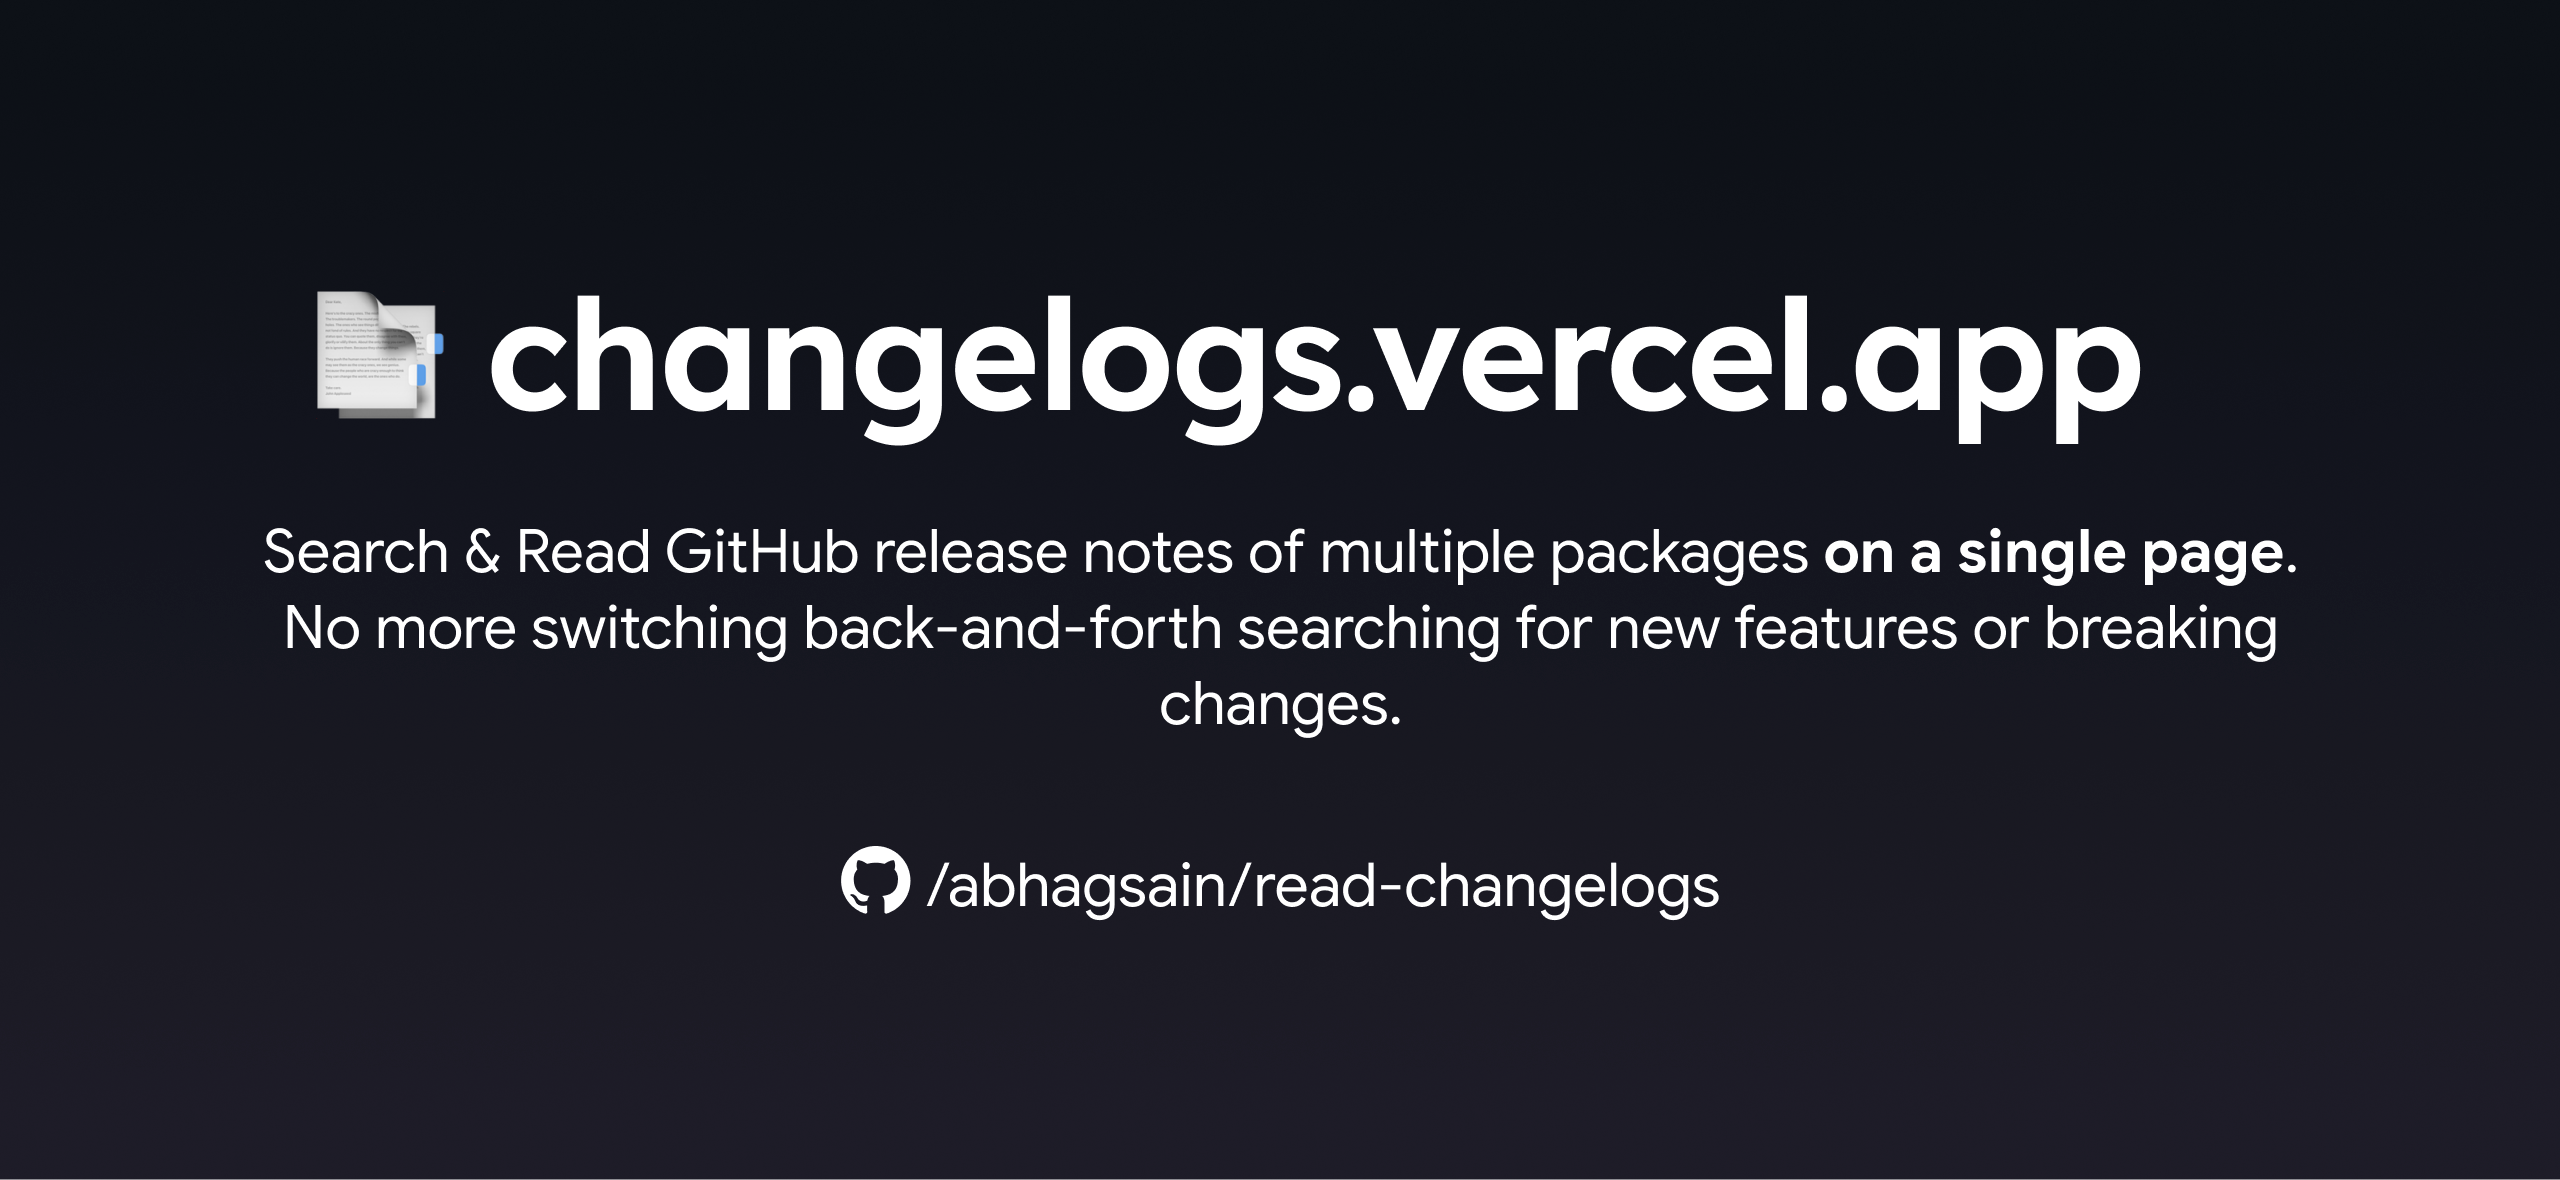 changelogs.vercel.app
Search & Read GitHub release notes of multiple packages on a single page.
No more switching back-and-forth searching for new features or breaking
changes.
/abhagsain/read-changelogs